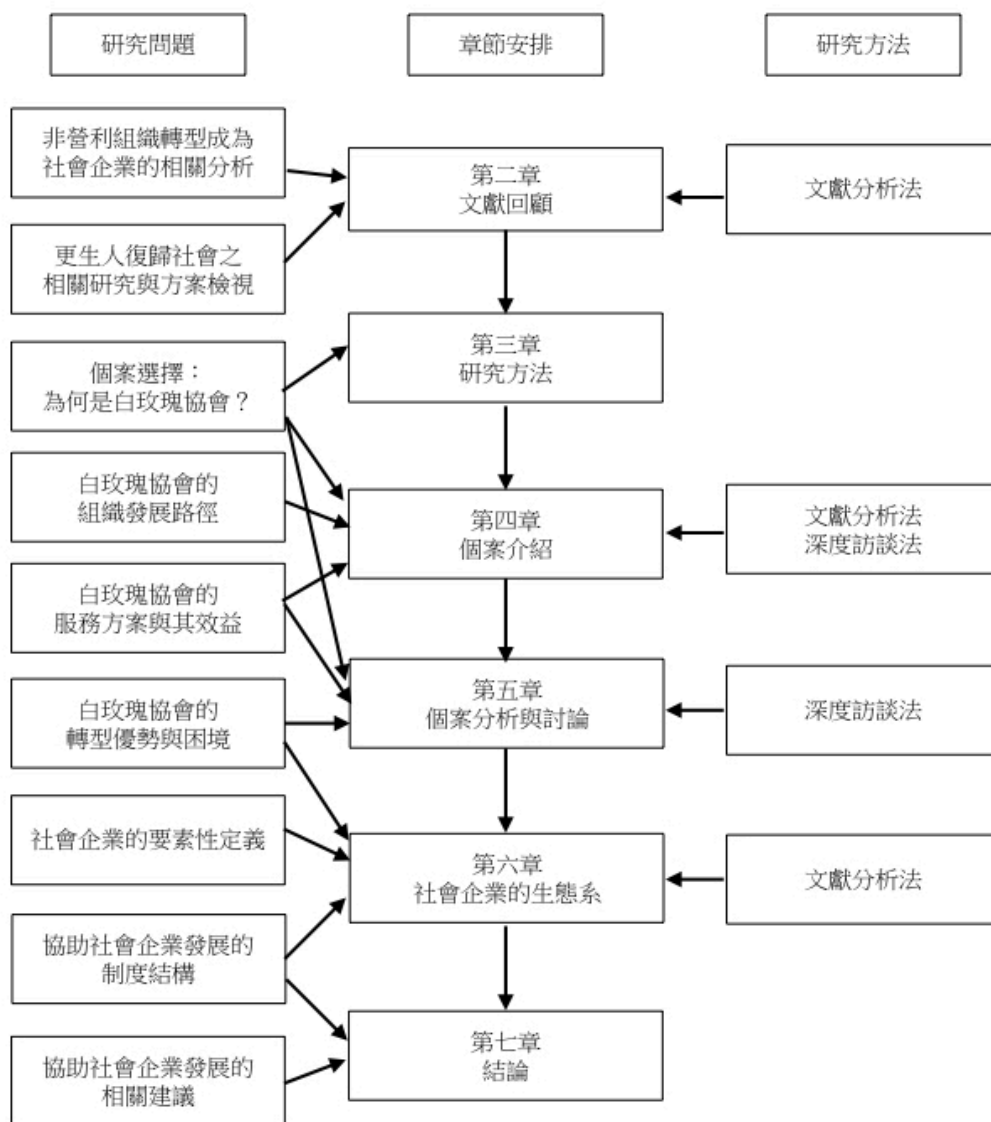 研究問題
章節安排
研究方法
非營利組織轉型成為
社會企業的相關分析
更生人復歸社會之
相關研究與方案檢視
個案選擇：
為何是白玫瑰協會？
白玫瑰協會的
組織發展路徑
白玫瑰協會的
服務方案與其效益
白玫瑰協會的
轉型優勢與困境
社會企業的要素性定義
協助社會企業發展的
制度結構
協助社會企業發展的
相關建議
第二章
文獻回顧
第三章
研究方法
第四章
個案介紹
第五章
個案分析與討論
第六章
社會企業的生態系
第七章
結論
文獻分析法
文獻分析法
深度訪談法
深度訪談法
文獻分析法